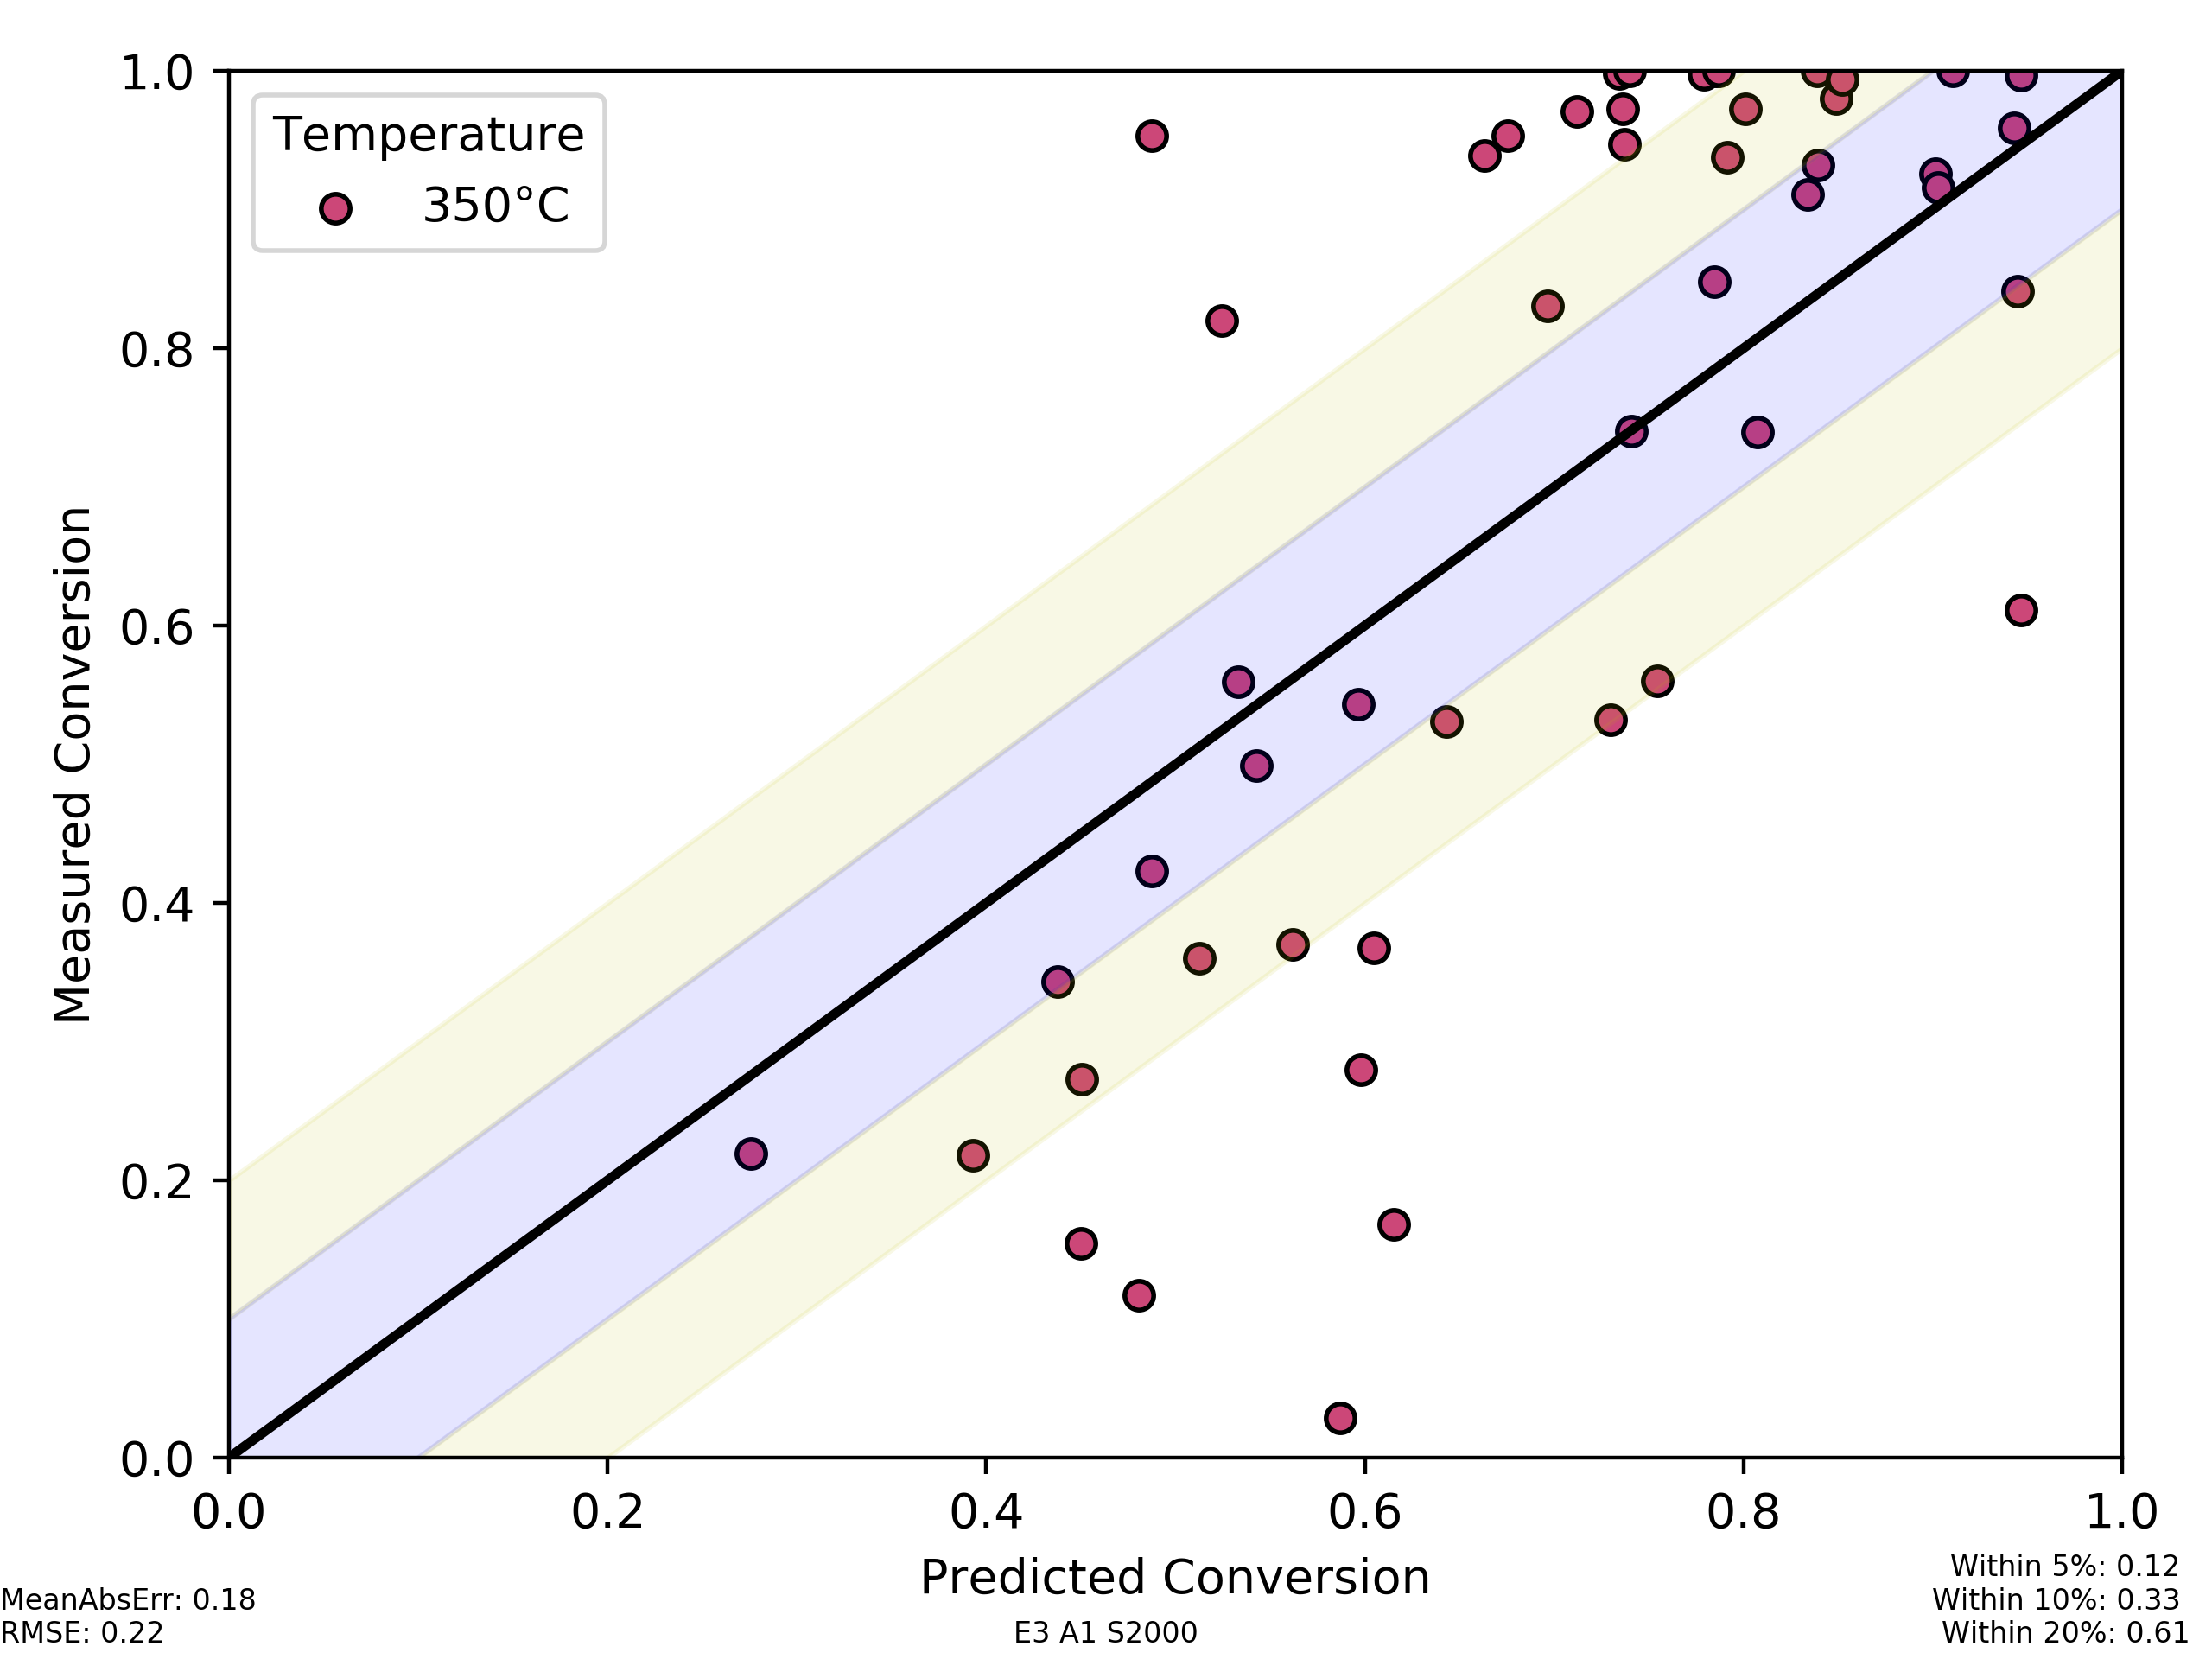 1.0
Temperature
350°C
0.8
0.6
Measured Conversion
0.4
0.2
0.0
0.0 0.2 0.4 0.6 0.8 1.0
Predicted Conversion
Within 5%: 0.12
MeanAbsErr: 0.18
Within 10%: 0.33
RMSE: 0.22
E3 A1 S2000
Within 20%: 0.61